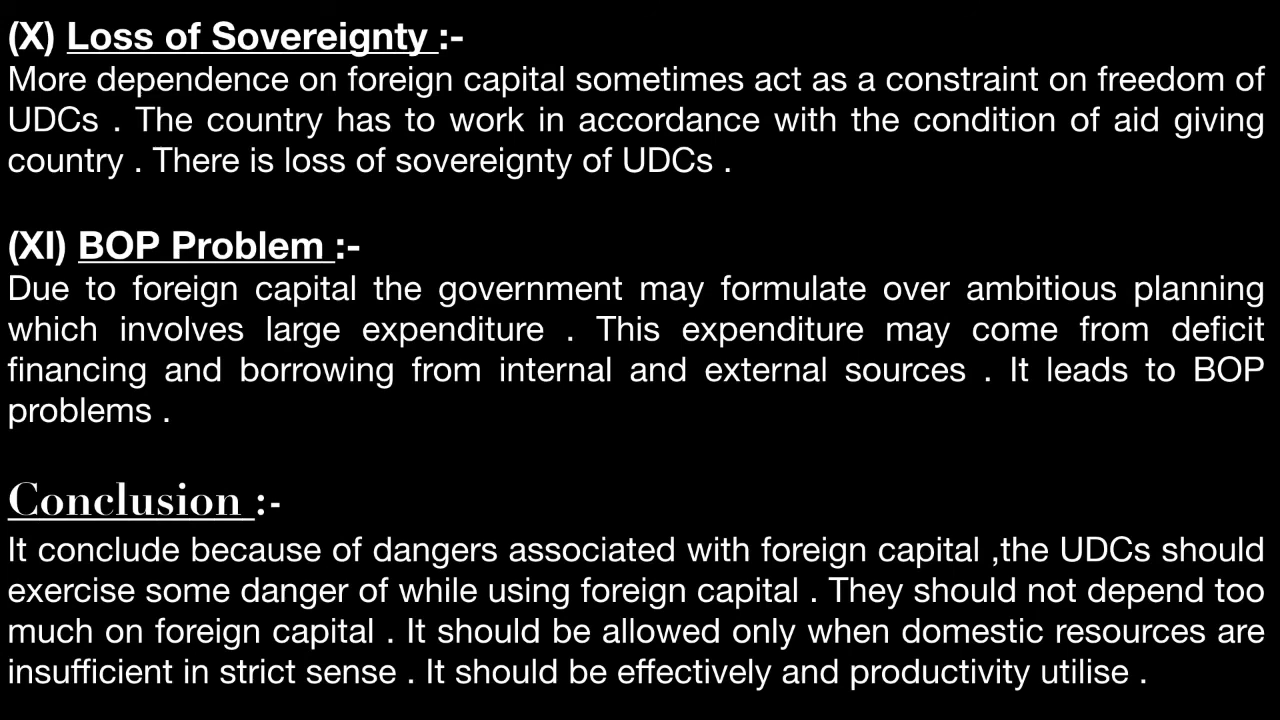 (X) Loss of Sovereignty :-
More dependence on foreign capital sometimes act as a constraint on freedom of
UDCs . The country has to work in accordance with the condition of aid giving
country . There is loss of sovereignty of UDCs .
(XI) BOP Problem :-
Due to foreign capital the government may formulate over ambitious planning
which involves large expenditure . This expenditure may come from deficit
financing and borrowing from internal and external sources . It leads to BOP
problems .
Conclusion :-
It conclude because of dangers associated with foreign capital ,the UDCs should
exercise some danger of while using foreign capital . They should not depend too
much on foreign capital . It should be allowed only when domestic resources are
insufficient in strict sense . It should be effectively and productivity utilise .